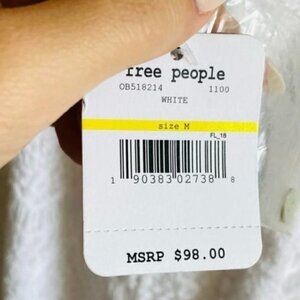 free people
OB518214 1100
WHITE
size M
FL_18
1 90383 02738 8
MSRP $98.00